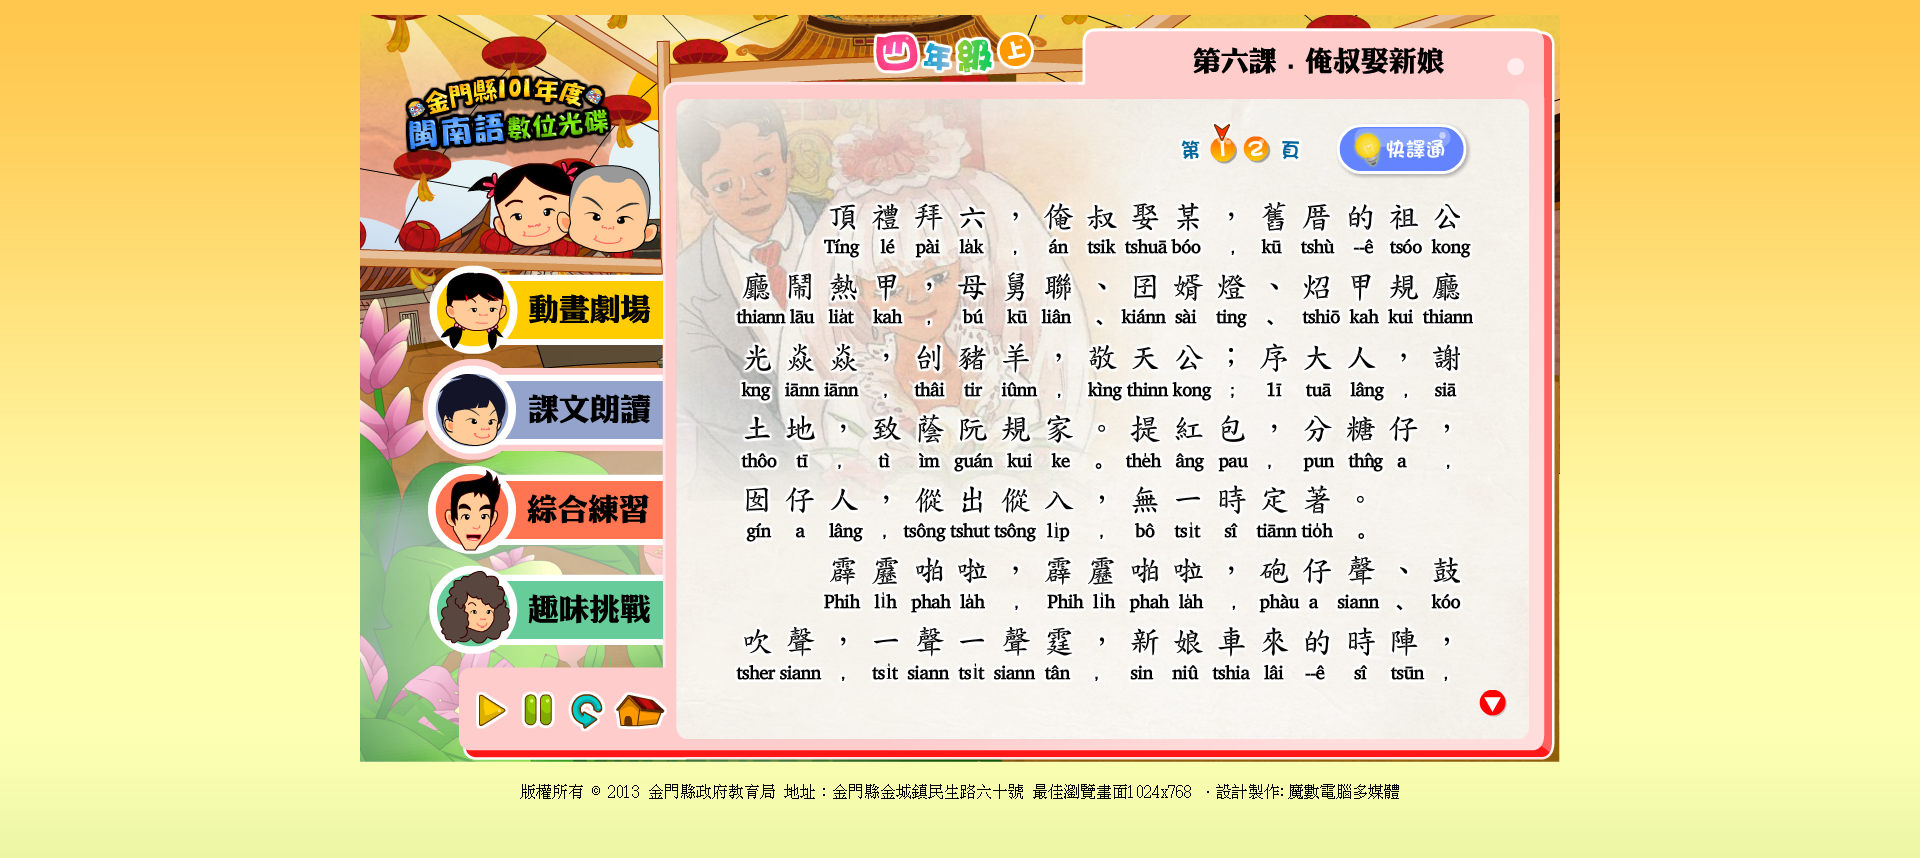 四年級上
第六課．俺叔娶新娘
金門縣101年度
閩南語數位光碟
第 1 2 頁
快譯通
頂禮拜六，俺叔娶某，舊厝的祖公
Tíng lé pài la̍k , án tsik tshuā bóo , kū tshù --ê tsóo kong
廳鬧熱甲，母舅聯、囝婿燈、炤甲規廳
thiann lāu lia̍t kah , bú kū liân 、 kiánn sài ting 、 tshiō kah kui thiann
光焱焱，刣豬羊，敬天公；序大人，謝
kng iānn iānn , thâi tir iûnn , kìng thinn kong ; 1ī tuā lâng , siā
土地，致蔭阮規家。提紅包，分糖仔，
thôo tī , tì ìm guán kui ke 。 the̍h âng pau , pun thn̂g a ,
囡仔人，傱出傱入，無一時定著。
gín a lâng , tsông tshut tsông li̍p , bô tsi̍t sî tiānn tio̍h 。
霹靂啪啦，霹靂啪啦，砲仔聲、鼓
Phih li̍h phah la̍h , Phih li̍h phah la̍h , phàu a siann 、 kóo
吹聲，一聲一聲霆，新娘車來的時陣，
tsher siann , tsi̍t siann tsi̍t siann tân , sin niû tshia lâi --ê sî tsūn ,
動畫劇場
課文朗讀
綜合練習
趣味挑戰
版權所有 © 2013 金門縣政府教育局 地址：金門縣金城鎮民生路六十號 最佳瀏覽畫面1024x768 ．設計製作: 魔數電腦多媒體